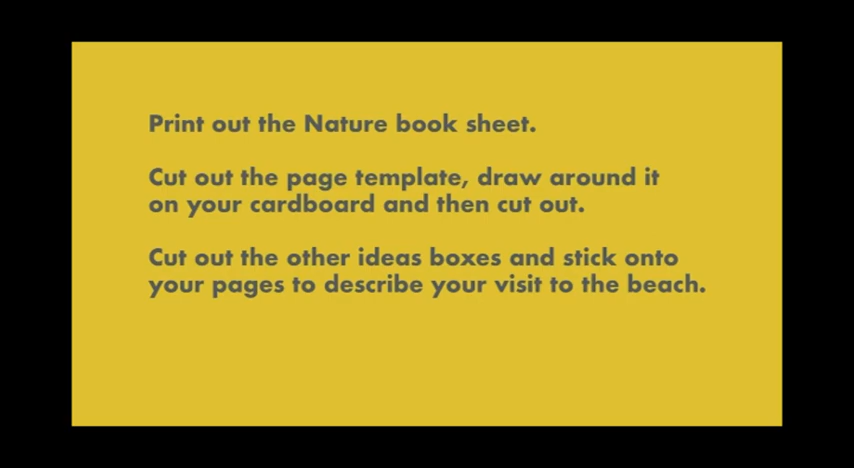 Print out the Nature book sheet.
Cut out the page template, draw around it
on your cardboard and then cut out.
Cut out the other ideas boxes and stick onto
your pages to describe your visit to the beach.